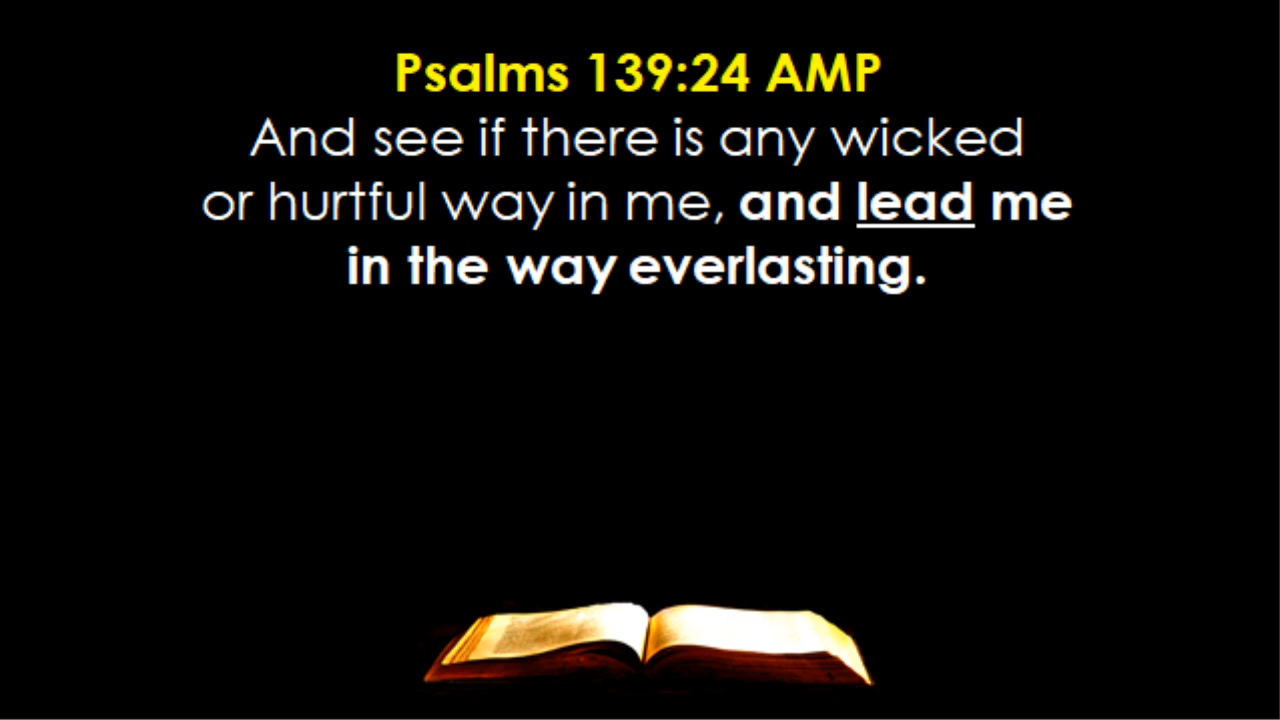 Psalms 139:24 AMP
And see if there is any wicked
or hurtful way in me, and lead me
in the way everlasting.